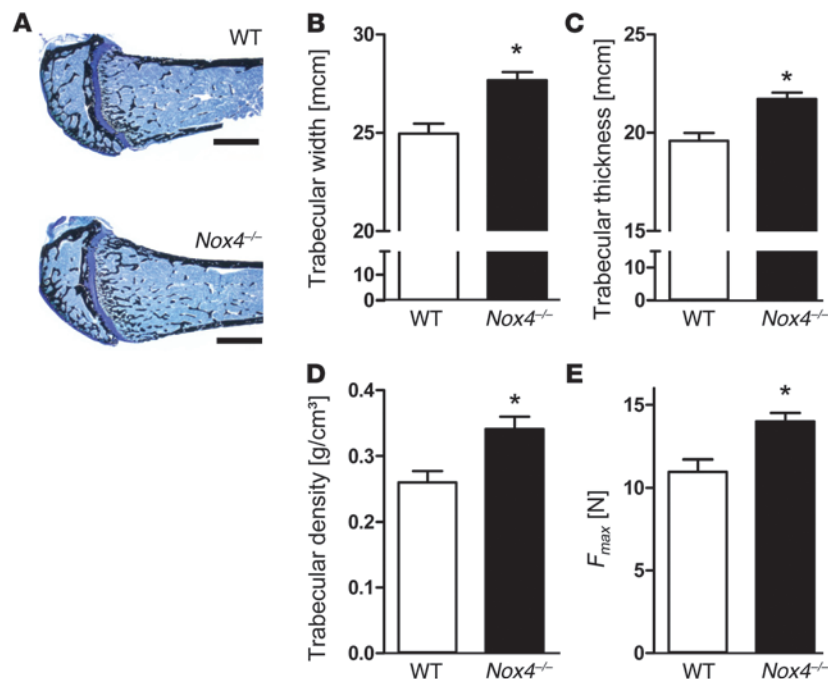 A
WT
Nox4–/–
B
Trabecular width [mcm]
30
25
20
10
0
*
WT
Nox4–/–
C
Trabecular thickness [mcm]
25
20
15
10
0
*
WT
Nox4–/–
D
Trabecular density [g/cm³]
0.4
0.3
0.2
0.1
0.0
*
WT
Nox4–/–
E
Fmax [N]
15
10
5
0
*
WT
Nox4–/–